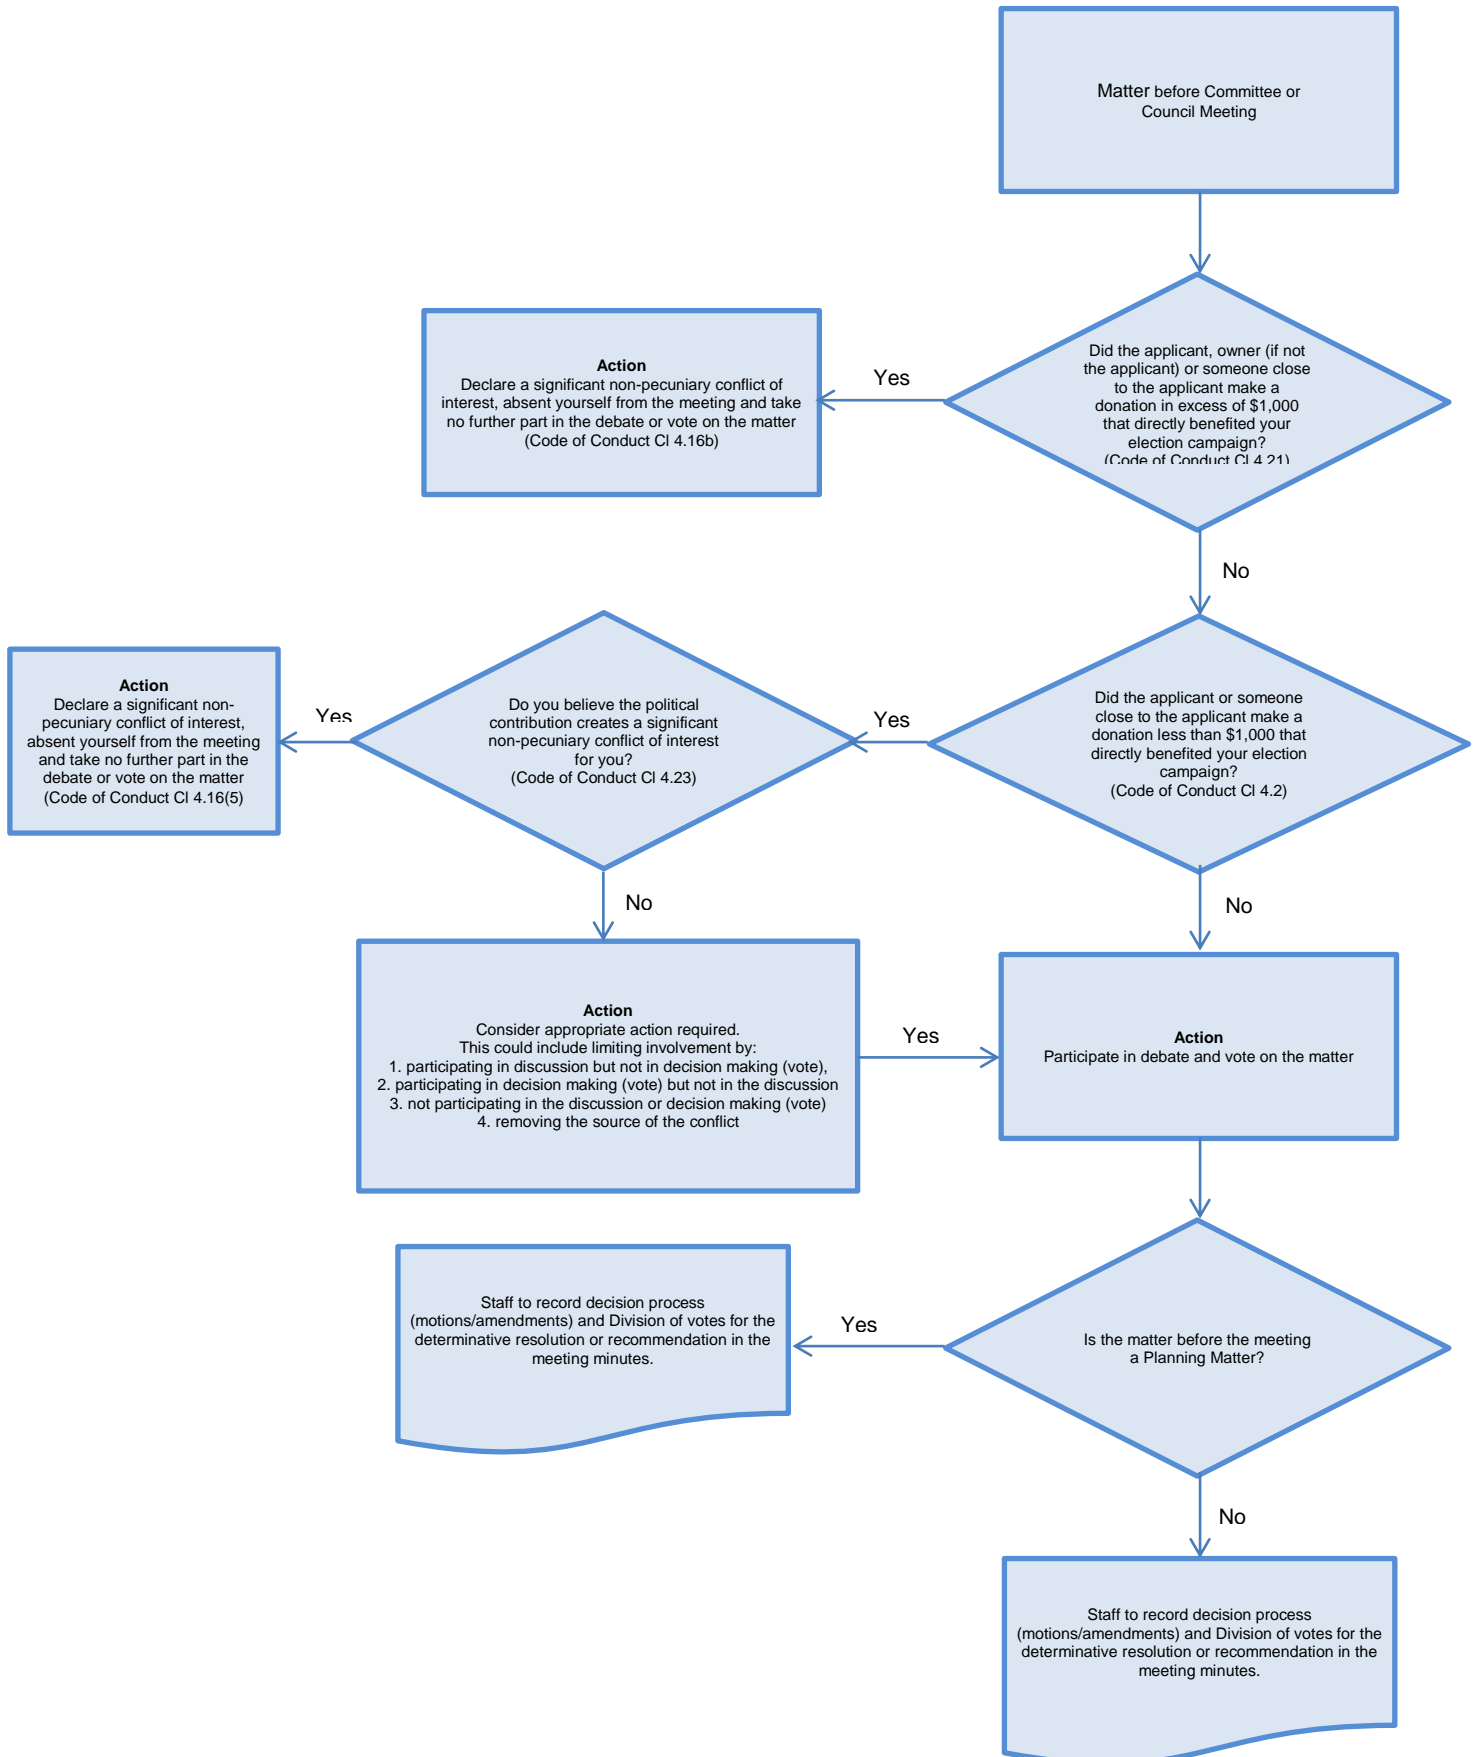 Matter before Committee or
Council Meeting
Did the applicant, owner (if not
the applicant) or someone close
to the applicant make a
donation in excess of $1,000
that directly benefited your
election campaign?
(Code of Conduct Cl 4.21)
Yes
Action
Declare a significant non-pecuniary conflict of
interest, absent yourself from the meeting and take
no further part in the debate or vote on the matter
(Code of Conduct Cl 4.16b)
No
Did the applicant or someone
close to the applicant make a
donation less than $1,000 that
directly benefited your election
campaign?
(Code of Conduct Cl 4.2)
Yes
Do you believe the political
contribution creates a significant
non-pecuniary conflict of interest
for you?
(Code of Conduct Cl 4.23)
Yes
Action
Declare a significant non-
pecuniary conflict of interest,
absent yourself from the meeting
and take no further part in the
debate or vote on the matter
(Code of Conduct Cl 4.16(5)
No
No
Action
Consider appropriate action required.
This could include limiting involvement by:
1. participating in discussion but not in decision making (vote),
2. participating in decision making (vote) but not in the discussion
3. not participating in the discussion or decision making (vote)
4. removing the source of the conflict
Yes
Action
Participate in debate and vote on the matter
Is the matter before the meeting
a Planning Matter?
Yes
Staff to record decision process
(motions/amendments) and Division of votes for the
determinative resolution or recommendation in the
meeting minutes.
No
Staff to record decision process
(motions/amendments) and Division of votes for the
determinative resolution or recommendation in the
meeting minutes.